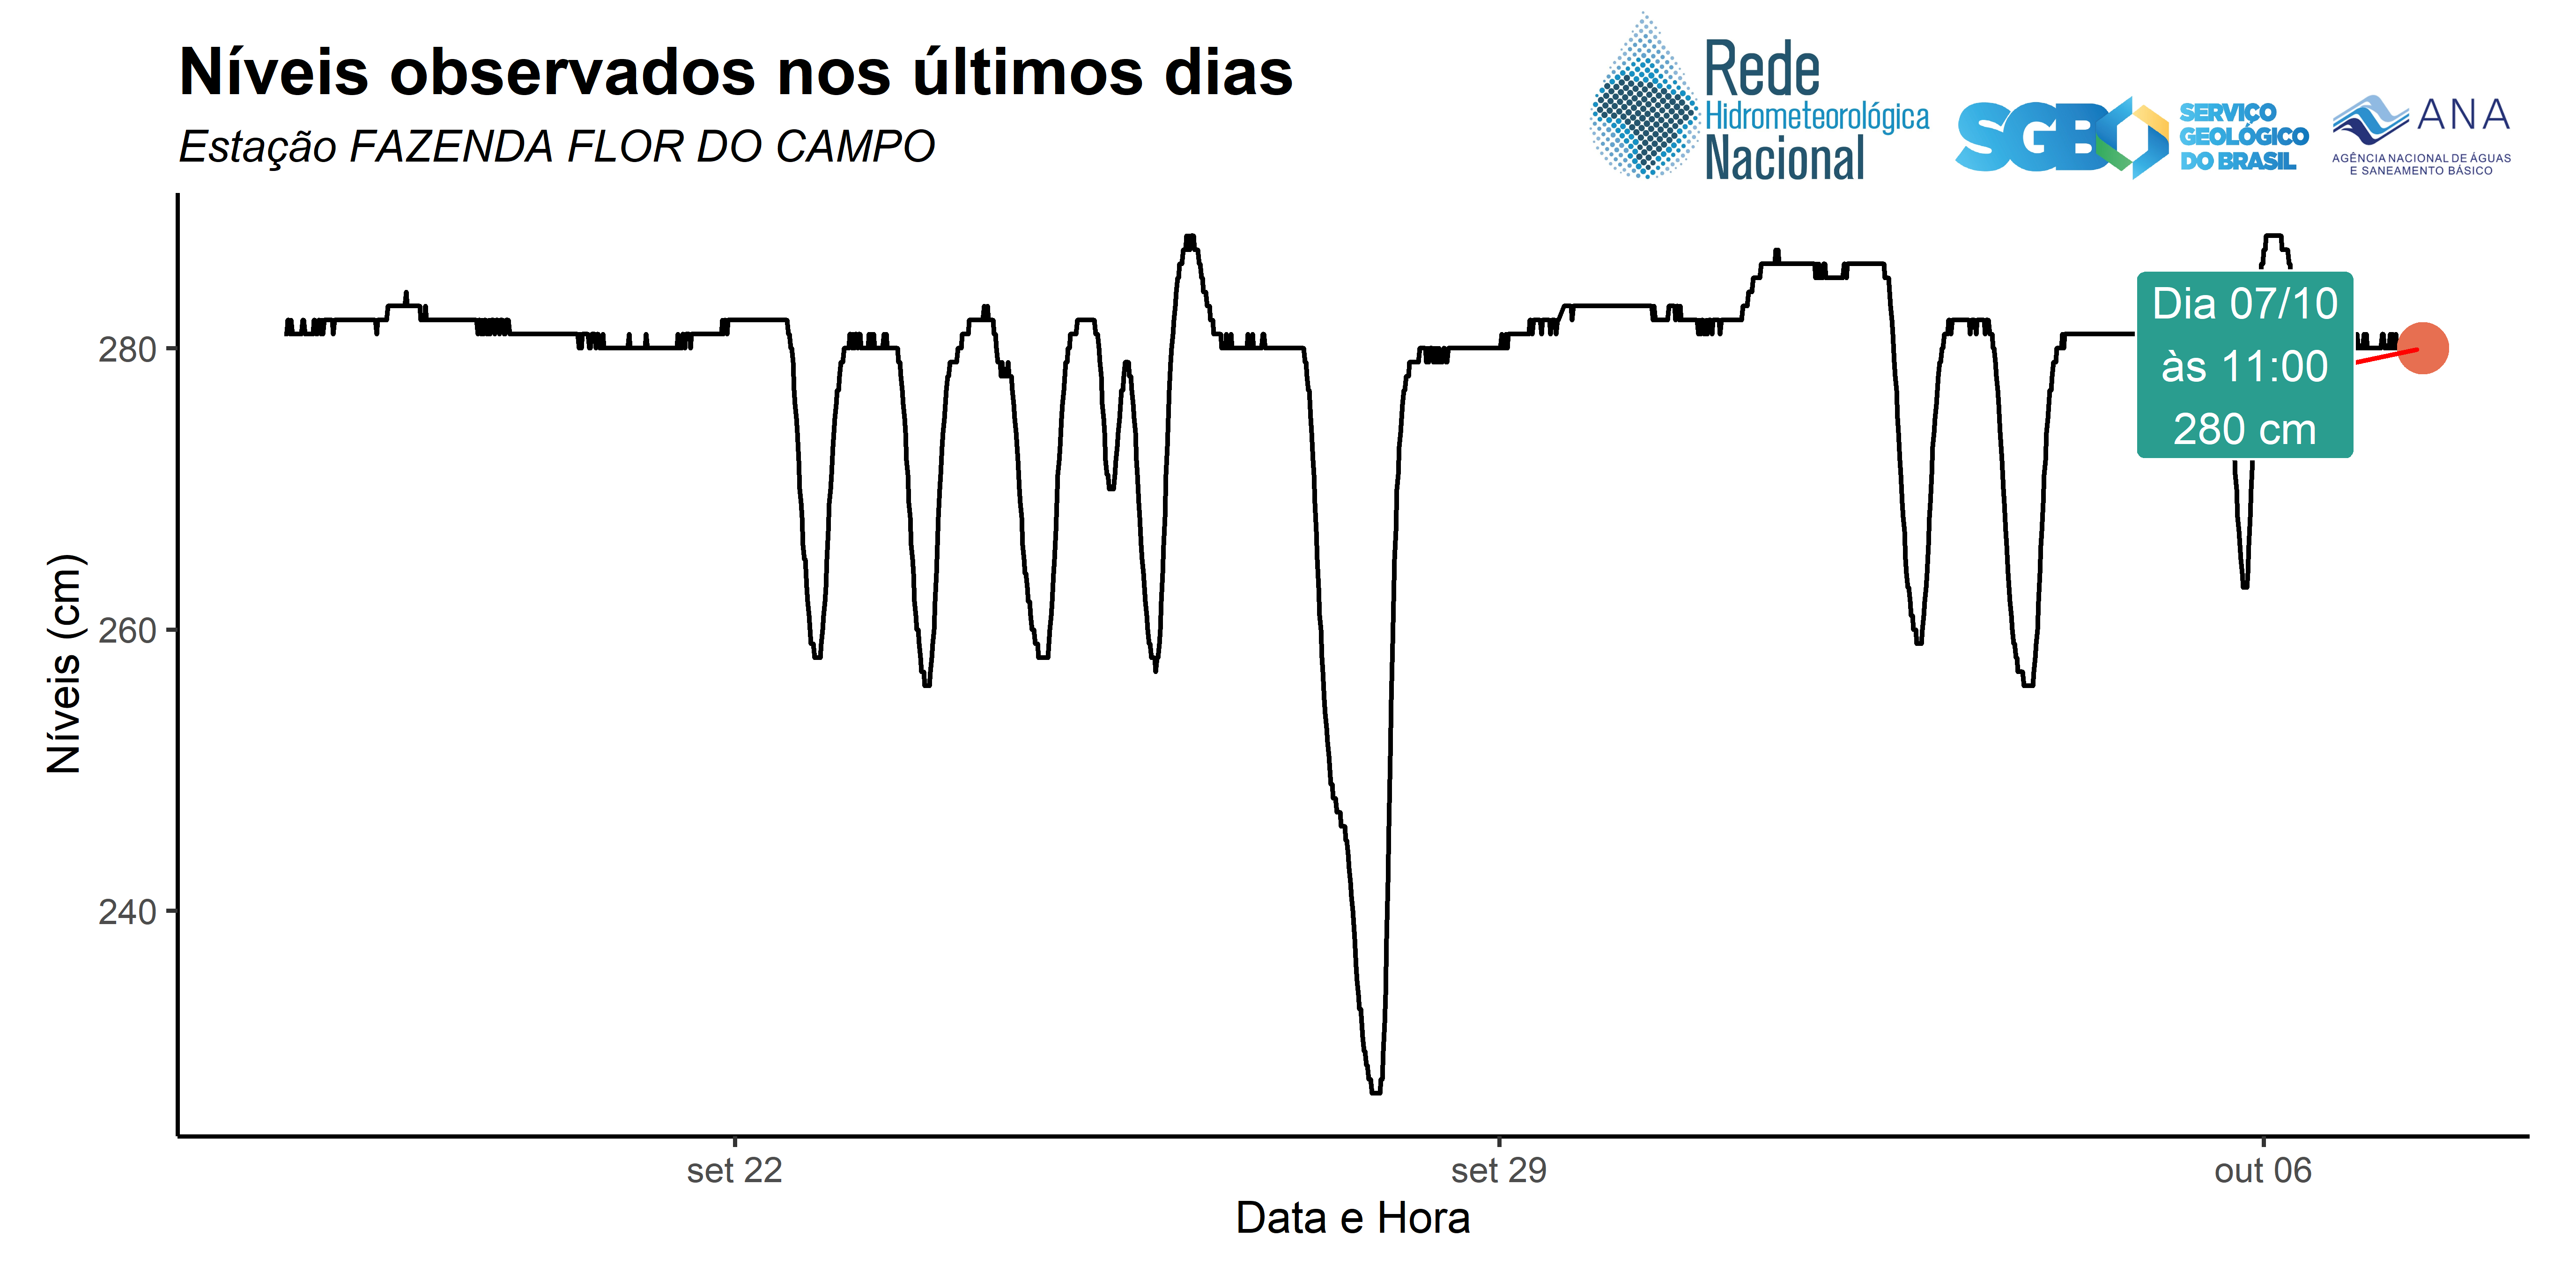 Níveis observados nos últimos dias
Estação FAZENDA FLOR DO CAMPO
Rede
Hidrometeorológica
Nacional
SGB
SERVIÇO
GEOLÓGICO
DO BRASIL
ANA
AGÊNCIA NACIONAL DE ÁGUAS
E SANEAMENTO BÁSICO
Níveis (cm)
280
260
240
Dia 07/10
às 11:00
280 cm
set 22
set 29
out 06
Data e Hora